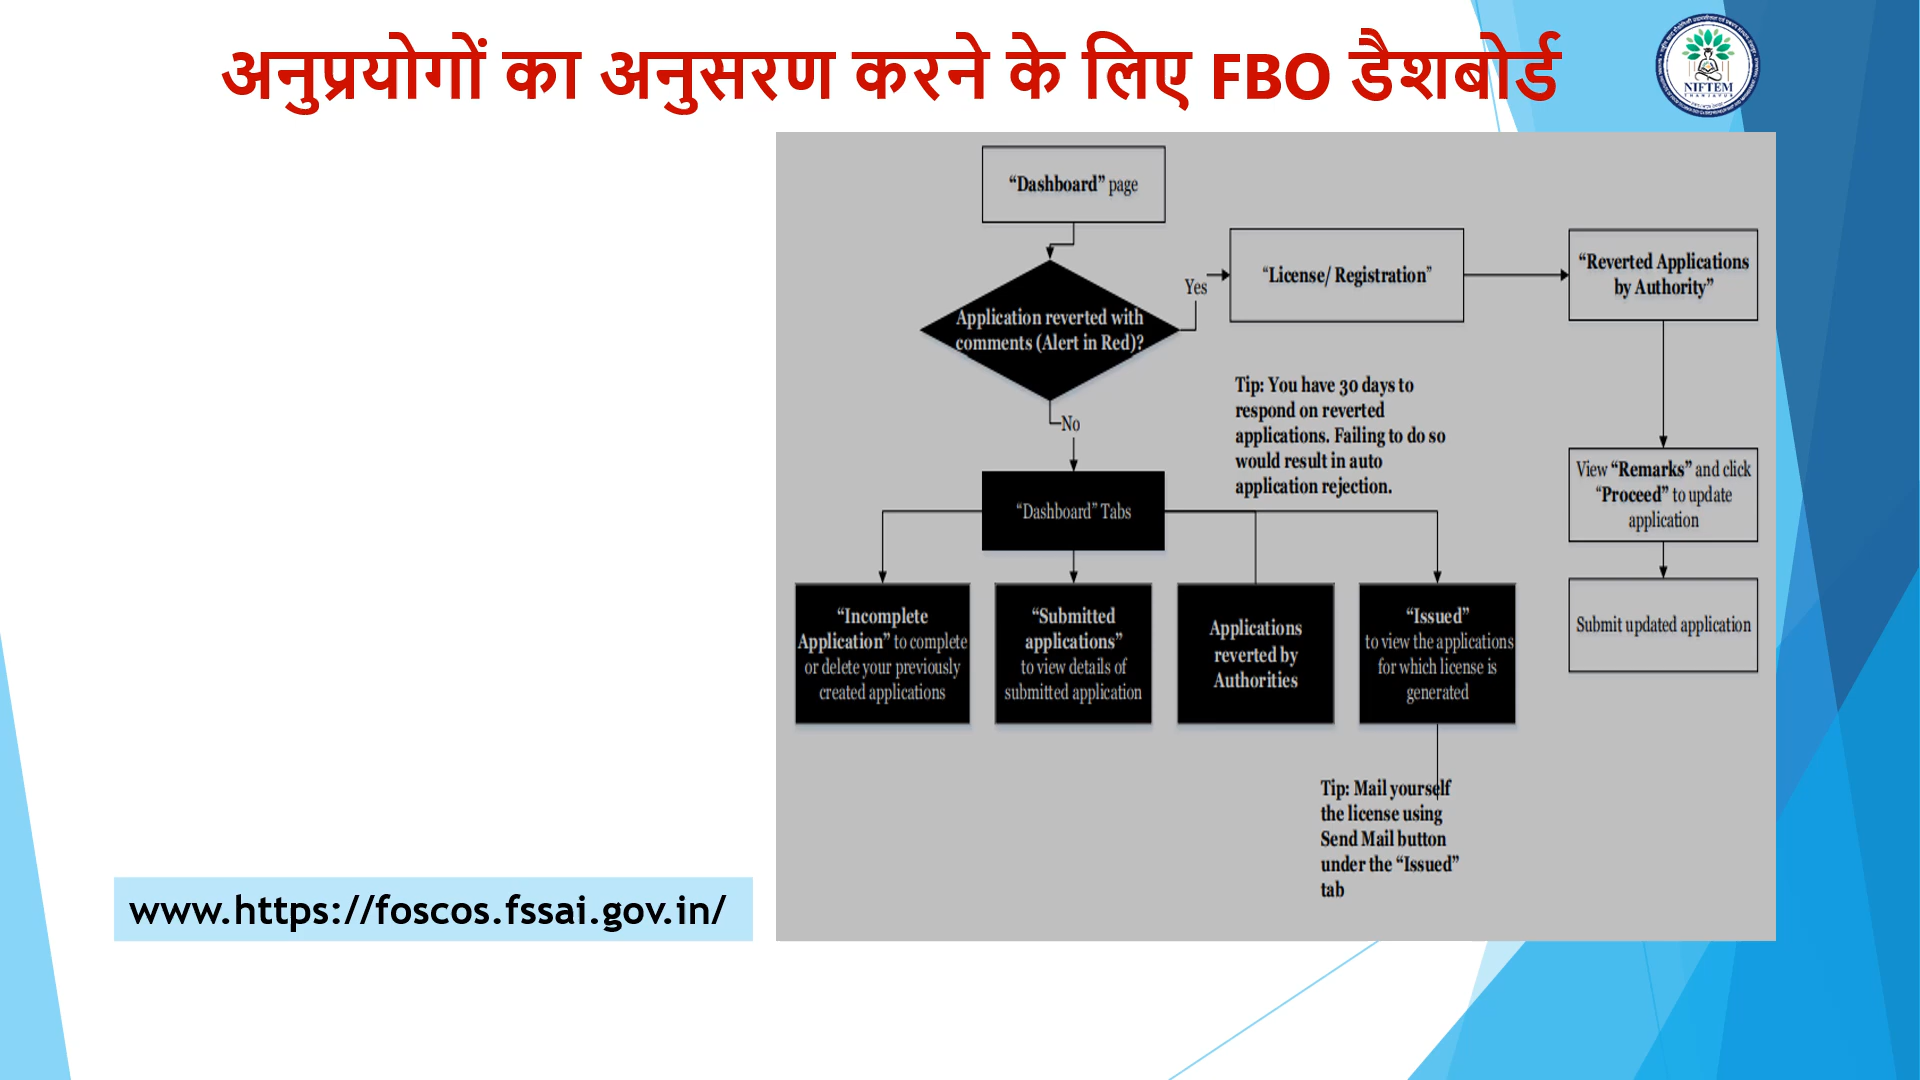 अनुप्रयोगों का अनुसरण करने के लिए FBO डैशबोर्ड
NIFTEM
“Dashboard” page
Application reverted with
comments (Alert in Red)?
Yes
“License/ Registration”
“Reverted Applications
by Authority”
Tip: You have 30 days to
respond on reverted
applications. Failing to do so
would result in auto
application rejection.
No
View “Remarks” and click
“Proceed” to update
application
“Dashboard” Tabs
Submit updated application
“Incomplete
Application” to complete
or delete your previously
created applications
“Submitted
applications”
to view details of
submitted application
Applications
reverted by
Authorities
“Issued”
to view the applications
for which license is
generated
Tip: Mail yourself
the license using
Send Mail button
under the “Issued”
tab
www.https://foscos.fssai.gov.in/